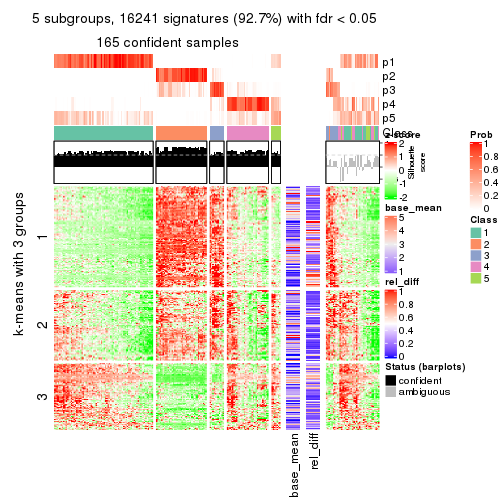 5 subgroups, 16241 signatures (92.7%) with fdr < 0.05
165 confident samples
p1
p2
p3
p4
p5
Class
z-score
2
1
0
-1
-2
Silhouette
score
Prob
1
0.8
0.6
0.4
0.2
0
base_mean
5
4
3
2
1
Class
1
2
3
4
5
rel_diff
1
0.8
0.6
0.4
0.2
0
Status (barplots)
confident
ambiguous
k-means with 3 groups
1
2
3
base_mean
rel_diff